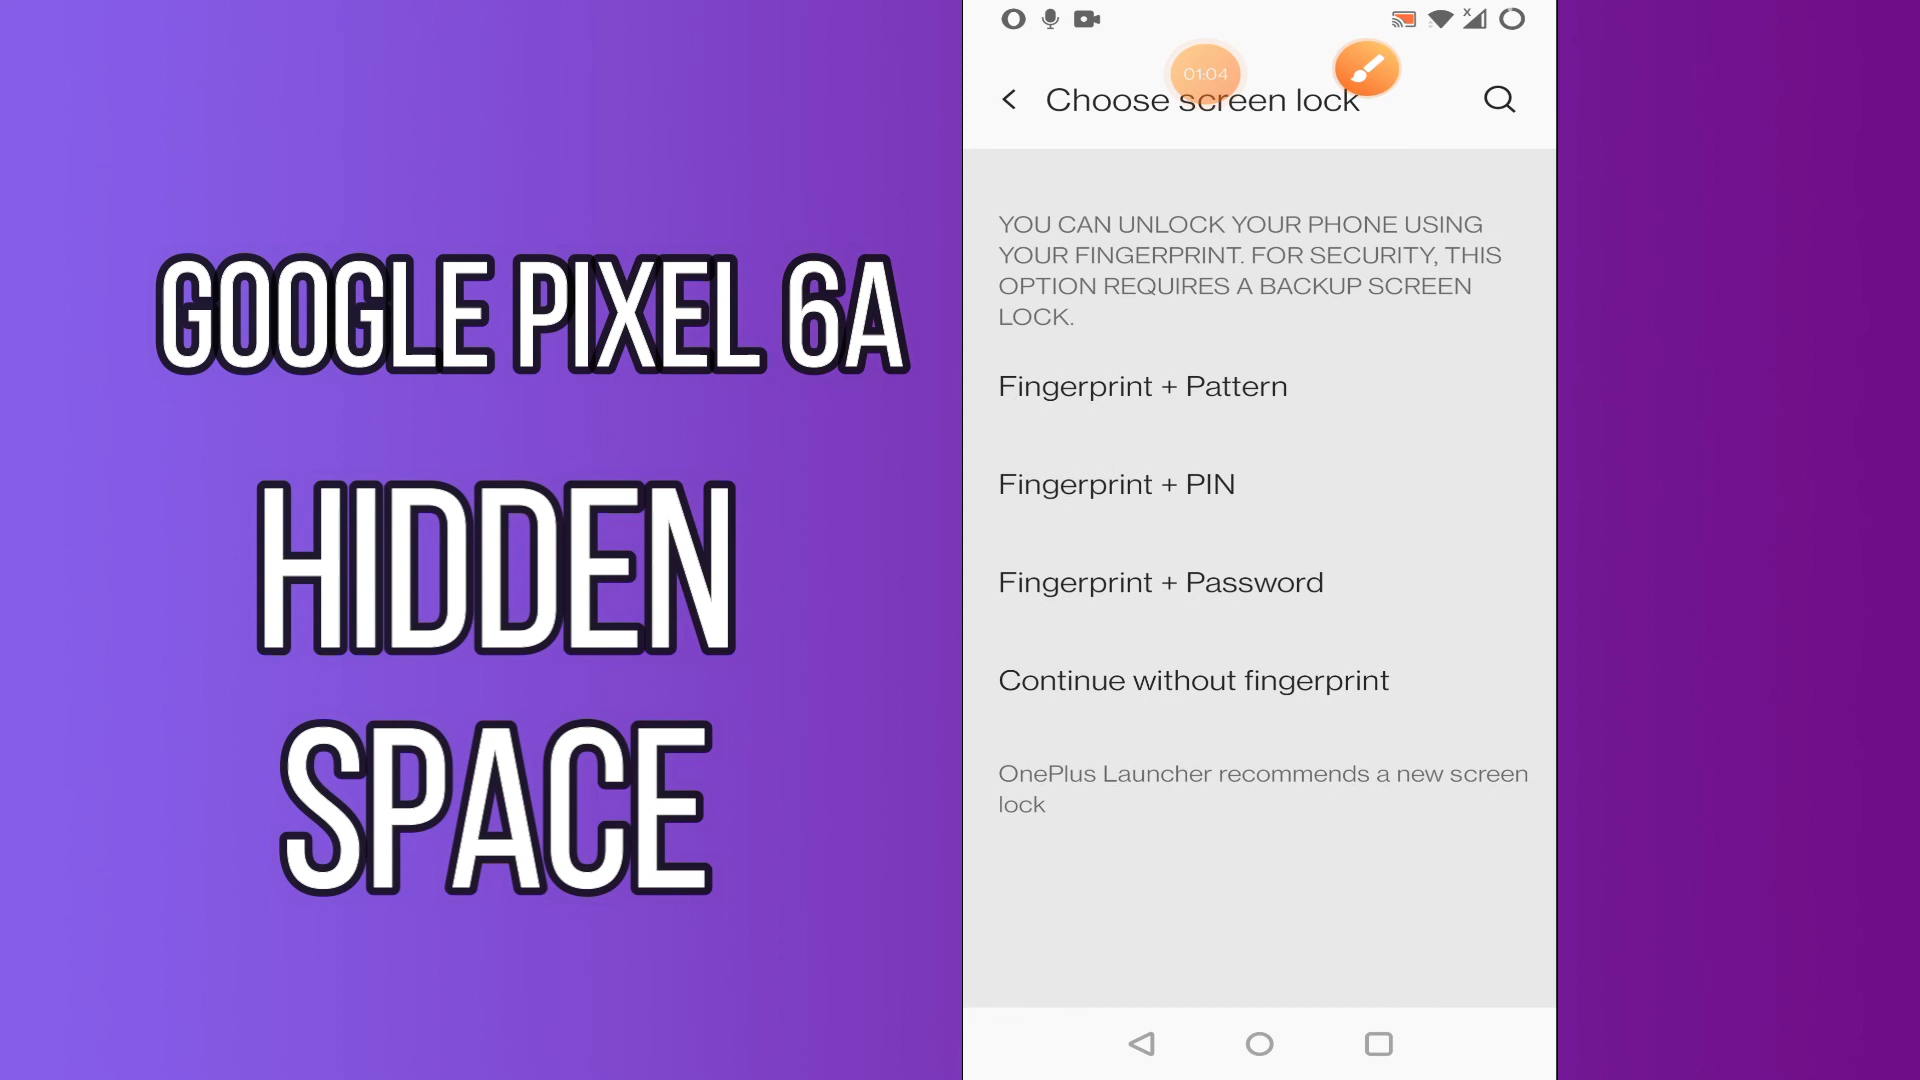 GOOGLE PIXEL 6A
HIDDEN
SPACE
01:04
Choose screen lock
YOU CAN UNLOCK YOUR PHONE USING
YOUR FINGERPRINT. FOR SECURITY, THIS
OPTION REQUIRES A BACKUP SCREEN
LOCK.
Fingerprint + Pattern
Fingerprint + PIN
Fingerprint + Password
Continue without fingerprint
OnePlus Launcher recommends a new screen
lock